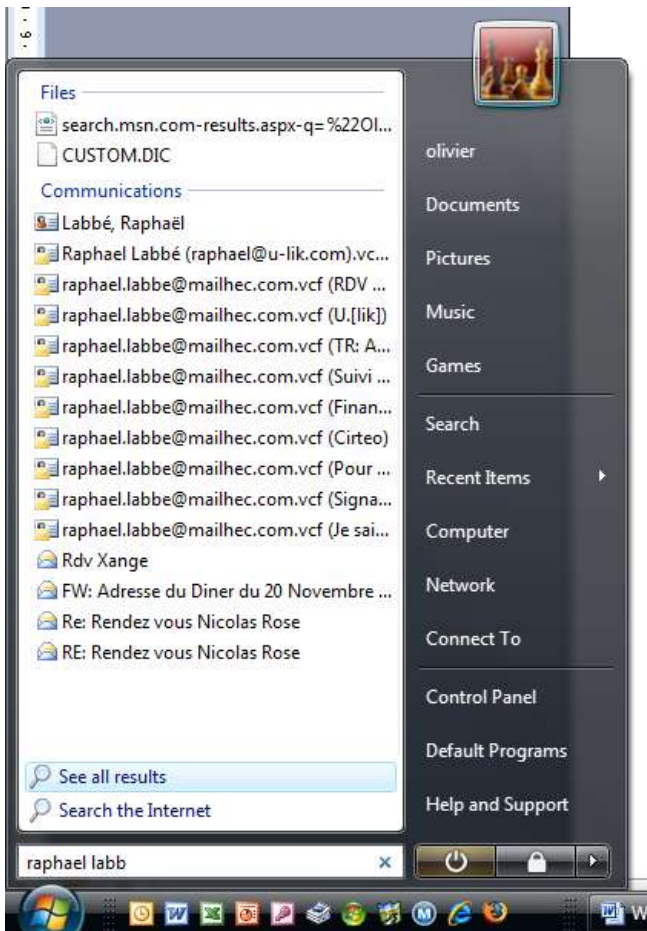 Files
search.msn.com-results.aspx-q=%22Ol...
CUSTOM.DIC
Communications
Labbé, Raphaël
Raphael Labbé (raphael@u-lik.com).vc...
raphael.labbe@mailhec.com.vcf (RDV ...
raphael.labbe@mailhec.com.vcf (U.[lik])
raphael.labbe@mailhec.com.vcf (TR: A...
raphael.labbe@mailhec.com.vcf (Suivi ...
raphael.labbe@mailhec.com.vcf (Finan...
raphael.labbe@mailhec.com.vcf (Cirteo)
raphael.labbe@mailhec.com.vcf (Pour ...
raphael.labbe@mailhec.com.vcf (Signa...
raphael.labbe@mailhec.com.vcf (Je sai...
Rdv Xange
FW: Adresse du Diner du 20 Novembre ...
Re: Rendez vous Nicolas Rose
RE: Rendez vous Nicolas Rose
See all results
Search the Internet
raphael labb
olivier
Documents
Pictures
Music
Games
Search
Recent Items
Computer
Network
Connect To
Control Panel
Default Programs
Help and Support
W